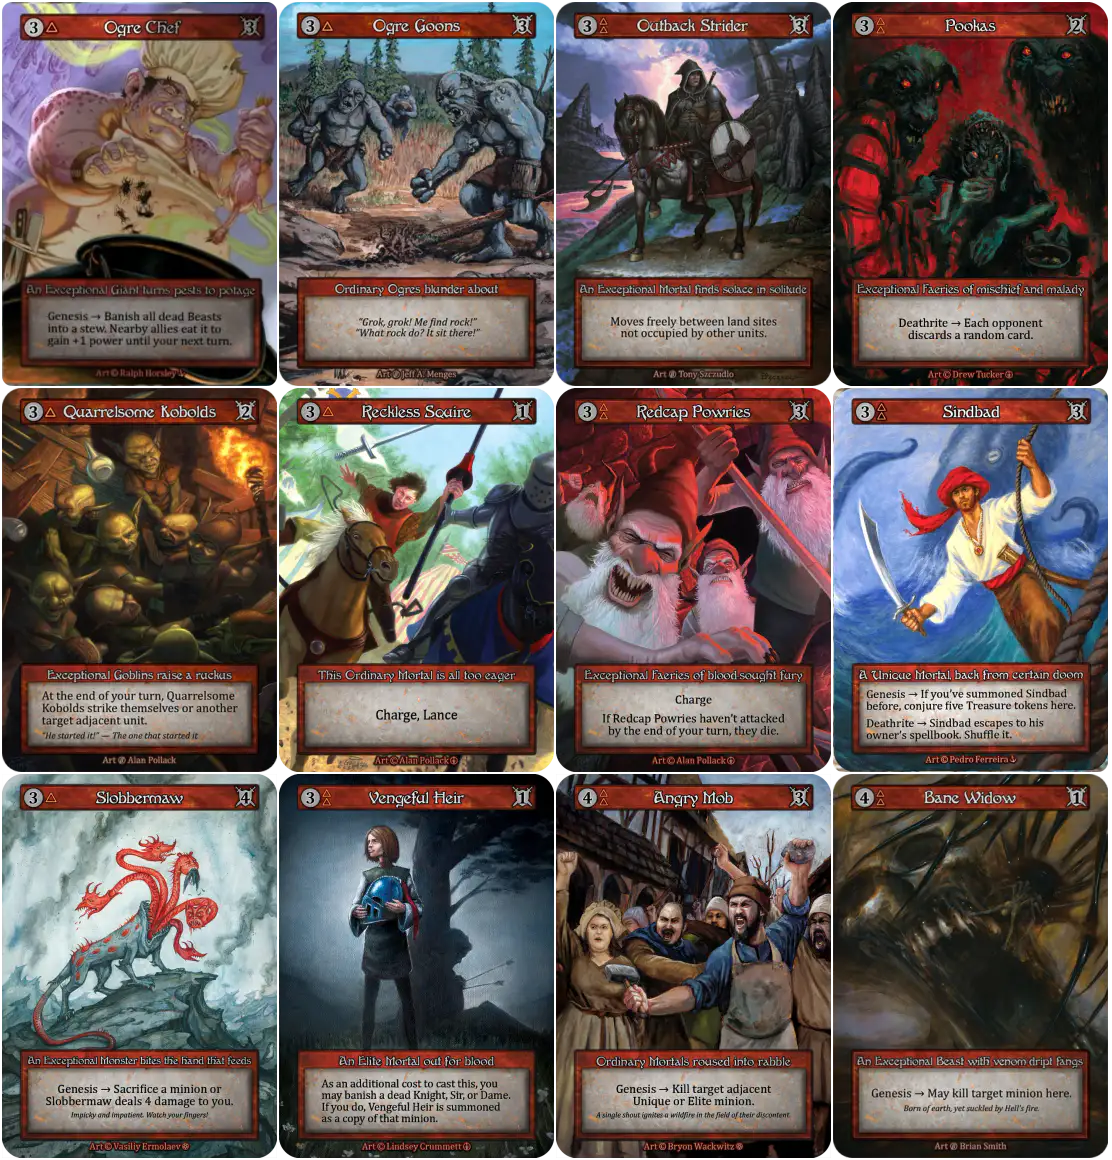 3 Ogre Chef 3
An Exceptional Giant turns pests to potage
Genesis → Banish all dead Beasts
into a stew. Nearby allies eat it to
gain +1 power until your next turn.
Art © Ralph Horsley
3 Ogre Goons 3
Ordinary Ogres blunder about
"Grok, grok! Me find rock!"
"What rock do? It sit there!"
Art Jeff A. Menges
3 Outback Strider 3
An Exceptional Mortal finds solace in solitude
Moves freely between land sites
not occupied by other units.
Art Tony Szczudlo
3 Pookas 2
Exceptional Faeries of mischief and malady
Deathrite → Each opponent
discards a random card.
Art © Drew Tucker
3 Quarrelsome Kobolds 2
Exceptional Goblins raise a ruckus
At the end of your turn, Quarrelsome
Kobolds strike themselves or another
target adjacent unit.
"He started it!" — The one that started it
Art Alan Pollack
3 Reckless Squire 1
This Ordinary Mortal is all too eager
Charge, Lance
Art © Alan Pollack
3 Redcap Powries 3
Exceptional Faeries of blood-sought fury
Charge
If Redcap Powries haven't attacked
by the end of your turn, they die.
Art © Alan Pollack
3 Sindbad 3
A Unique Mortal, back from certain doom
Genesis → If you've summoned Sindbad
before, conjure five Treasure tokens here.
Deathrite → Sindbad escapes to his
owner's spellbook. Shuffle it.
Art © Pedro Ferreira
3 Slobbermaw 4
An Exceptional Monster bites the hand that feeds
Genesis → Sacrifice a minion or
Slobbermaw deals 4 damage to you.
Impicky and impatient. Watch your fingers!
Art © Vasiliy Ermolaev
3 Vengeful Heir 1
An Elite Mortal out for blood
As an additional cost to cast this, you
may banish a dead Knight, Sir, or Dame.
If you do, Vengeful Heir is summoned
as a copy of that minion.
Art © Lindsey Crummett
4 Angry Mob 3
Ordinary Mortals roused into rabble
Genesis → Kill target adjacent
Unique or Elite minion.
A single shout ignites a wildfire in the field of their discontent.
Art © Bryon Wackwitz
4 Bane Widow 1
An Exceptional Beast with venom-dript fangs
Genesis → May kill target minion here.
Born of earth, yet suckled by Hell's fire.
Art Brian Smith